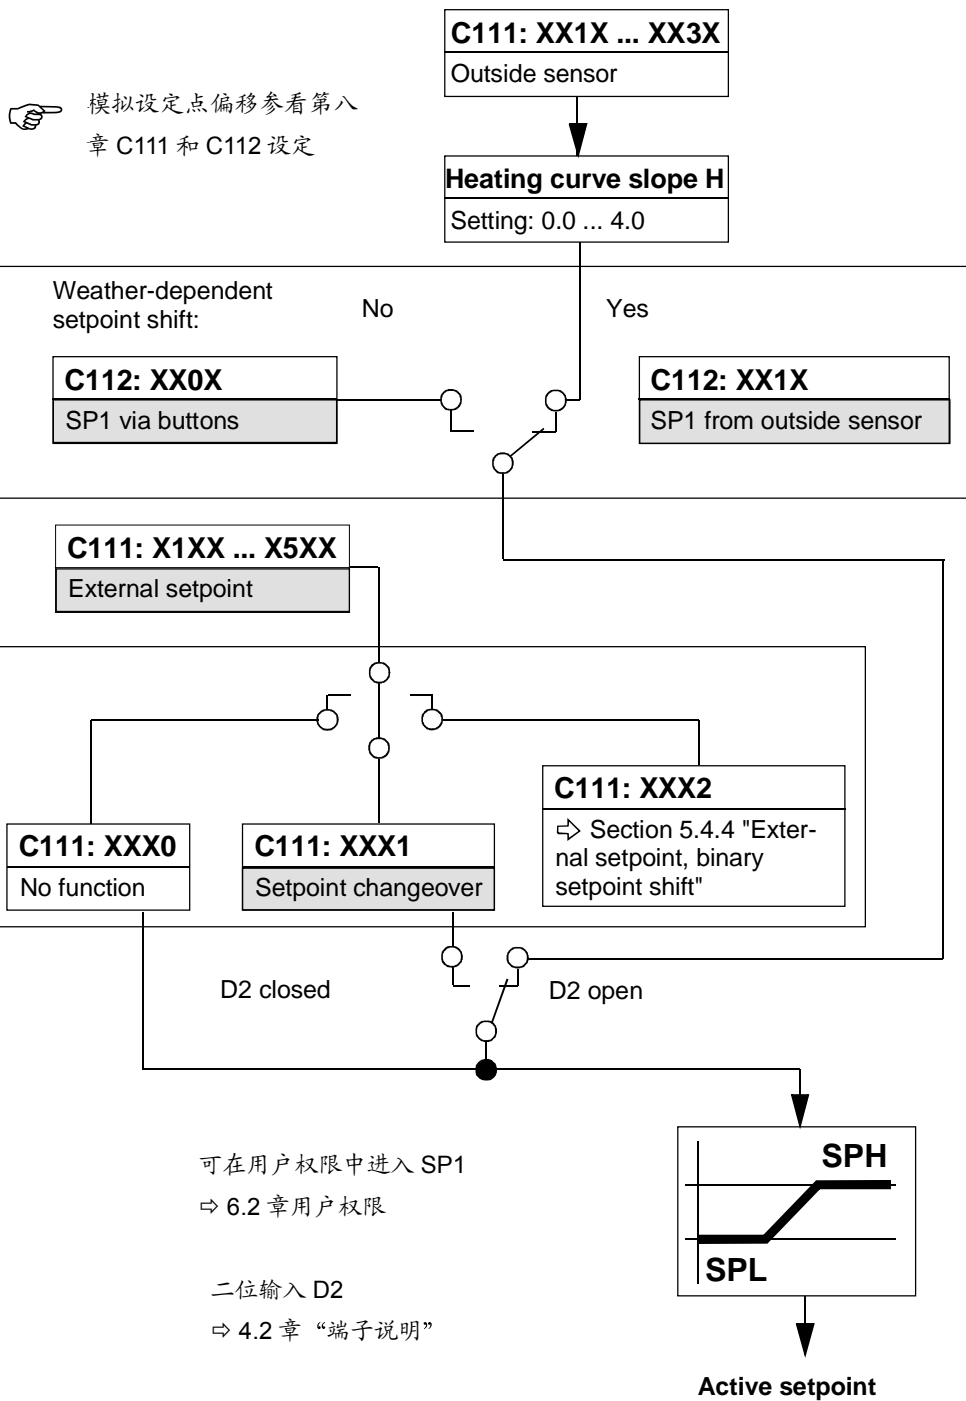 C111: XX1X ... XX3X
Outside sensor
模拟设定点偏移参看第八
章 C111 和 C112 设定
Heating curve slope H
Setting: 0.0 ... 4.0
Weather-dependent
setpoint shift:
No
Yes
C112: XX0X
SP1 via buttons
C112: XX1X
SP1 from outside sensor
C111: X1XX ... X5XX
External setpoint
C111: XXX2
⇨ Section 5.4.4 "Exter-
nal setpoint, binary
setpoint shift"
C111: XXX0
No function
C111: XXX1
Setpoint changeover
D2 closed
D2 open
可在用户权限中进入 SP1
⇨ 6.2 章用户权限
SPH
SPL
二位输入 D2
⇨ 4.2 章 “端子说明”
Active setpoint